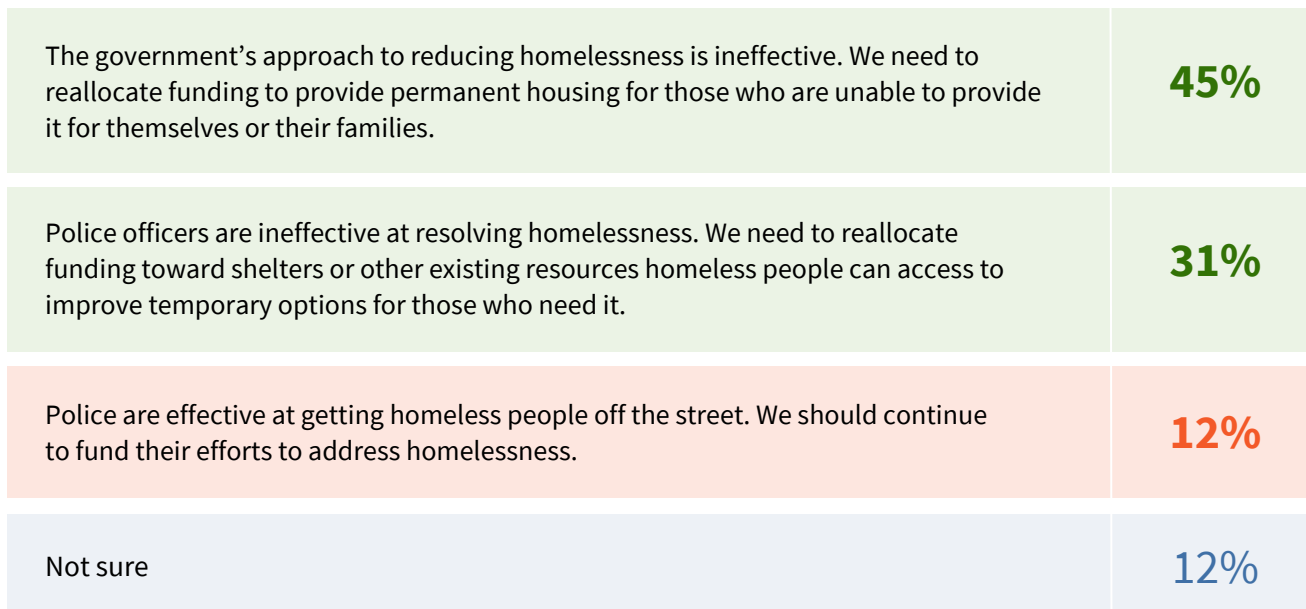 The government’s approach to reducing homelessness is ineffective. We need to
reallocate funding to provide permanent housing for those who are unable to provide
it for themselves or their families.
45%
Police officers are ineffective at resolving homelessness. We need to reallocate
funding toward shelters or other existing resources homeless people can access to
improve temporary options for those who need it.
31%
Police are effective at getting homeless people off the street. We should continue
to fund their efforts to address homelessness.
12%
Not sure
12%